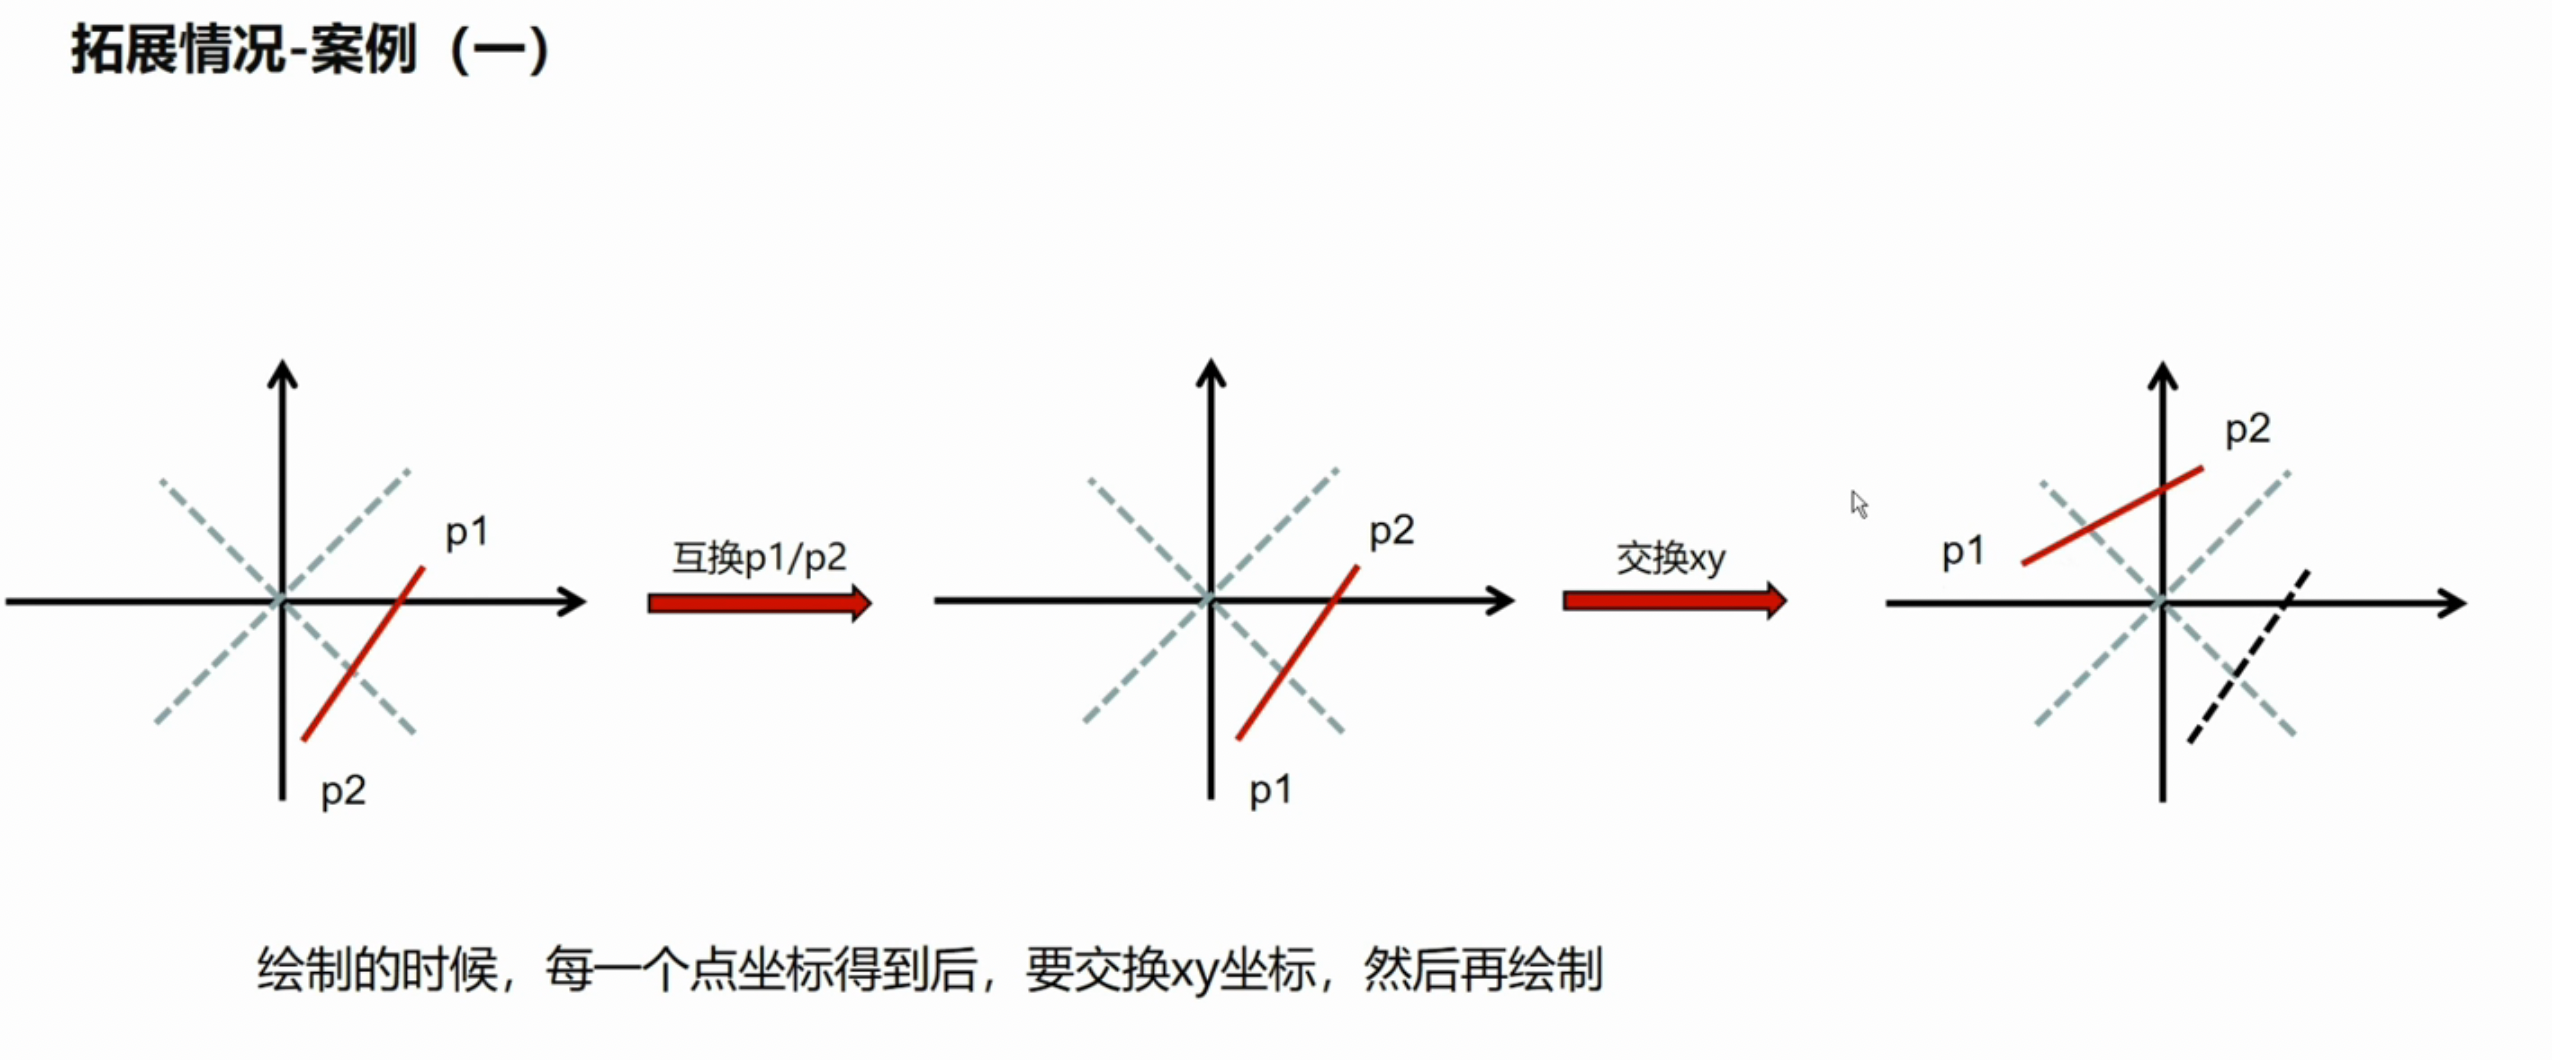 拓展情况-案例（一）
p1
p2
互换p1/p2
p2
p1
交换xy
p2
p1
绘制的时候，每一个点坐标得到后，要交换xy坐标，然后再绘制